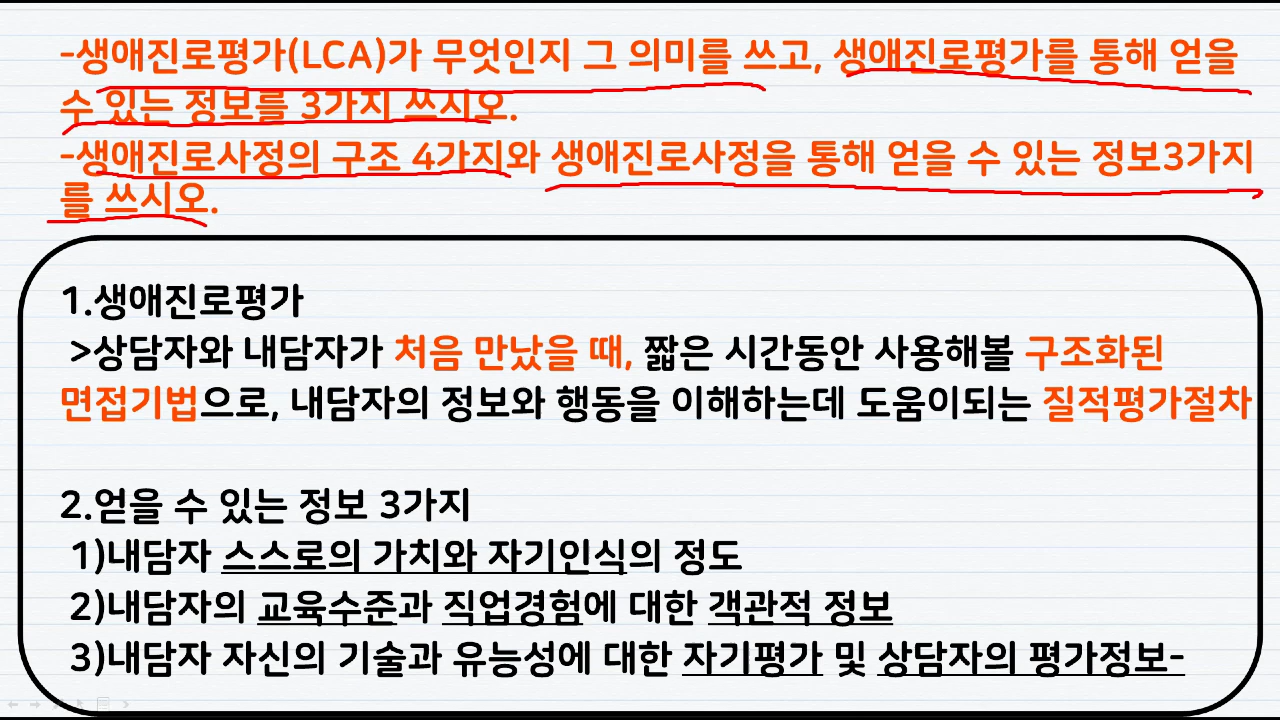 -생애진로평가(LCA)가 무엇인지 그 의미를 쓰고, 생애진로평가를 통해 얻을
수 있는 정보를 3가지 쓰시오.
-생애진로사정의 구조 4가지와 생애진로사정을 통해 얻을 수 있는 정보3가지
를 쓰시오.
1.생애진로평가
>상담자와 내담자가 처음 만났을 때, 짧은 시간동안 사용해볼 구조화된
면접기법으로, 내담자의 정보와 행동을 이해하는데 도움이되는 질적평가절차
2.얻을 수 있는 정보 3가지
1)내담자 스스로의 가치와 자기인식의 정도
2)내담자의 교육수준과 직업경험에 대한 객관적 정보
3)내담자 자신의 기술과 유능성에 대한 자기평가 및 상담자의 평가정보-